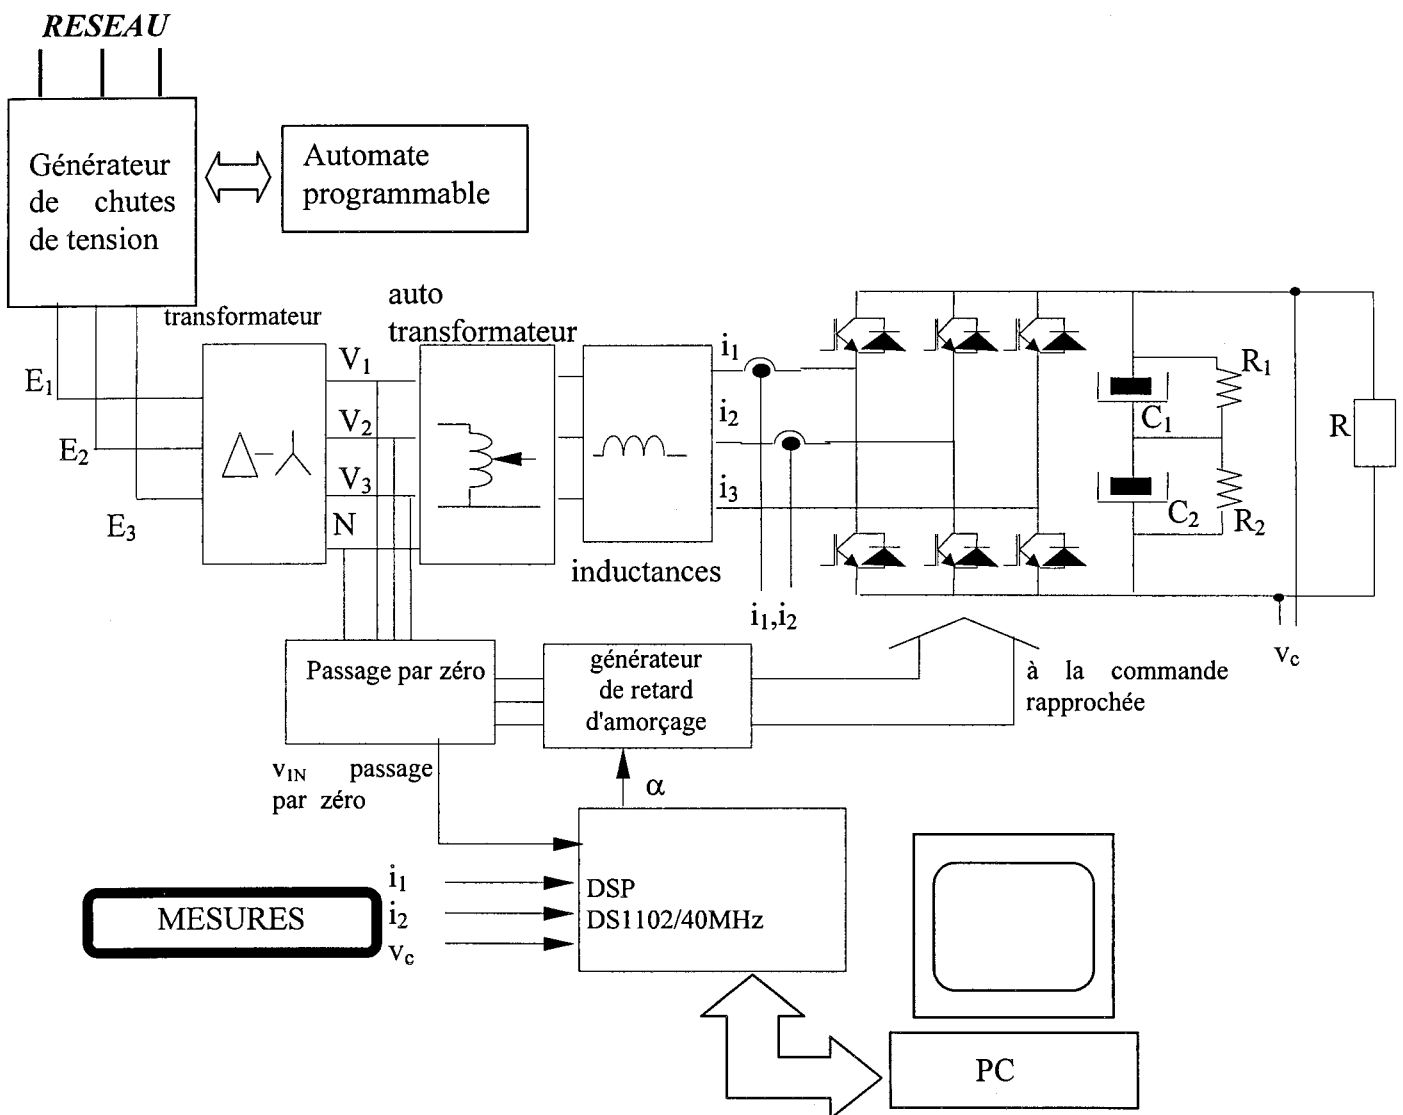 RESEAU
Générateur
de chutes
de tension
Automate
programmable
transformateur
auto
transformateur
E1
E2
E3
V1
V2
V3
N
inductances
i1
i2
i3
i1,i2
C1
C2
R1
R2
R
vc
Passage par zéro
générateur
de retard
d'amorçage
à la commande
rapprochée
v1N passage
par zéro
α
MESURES
i1
i2
vc
DSP
DS1102/40MHz
PC